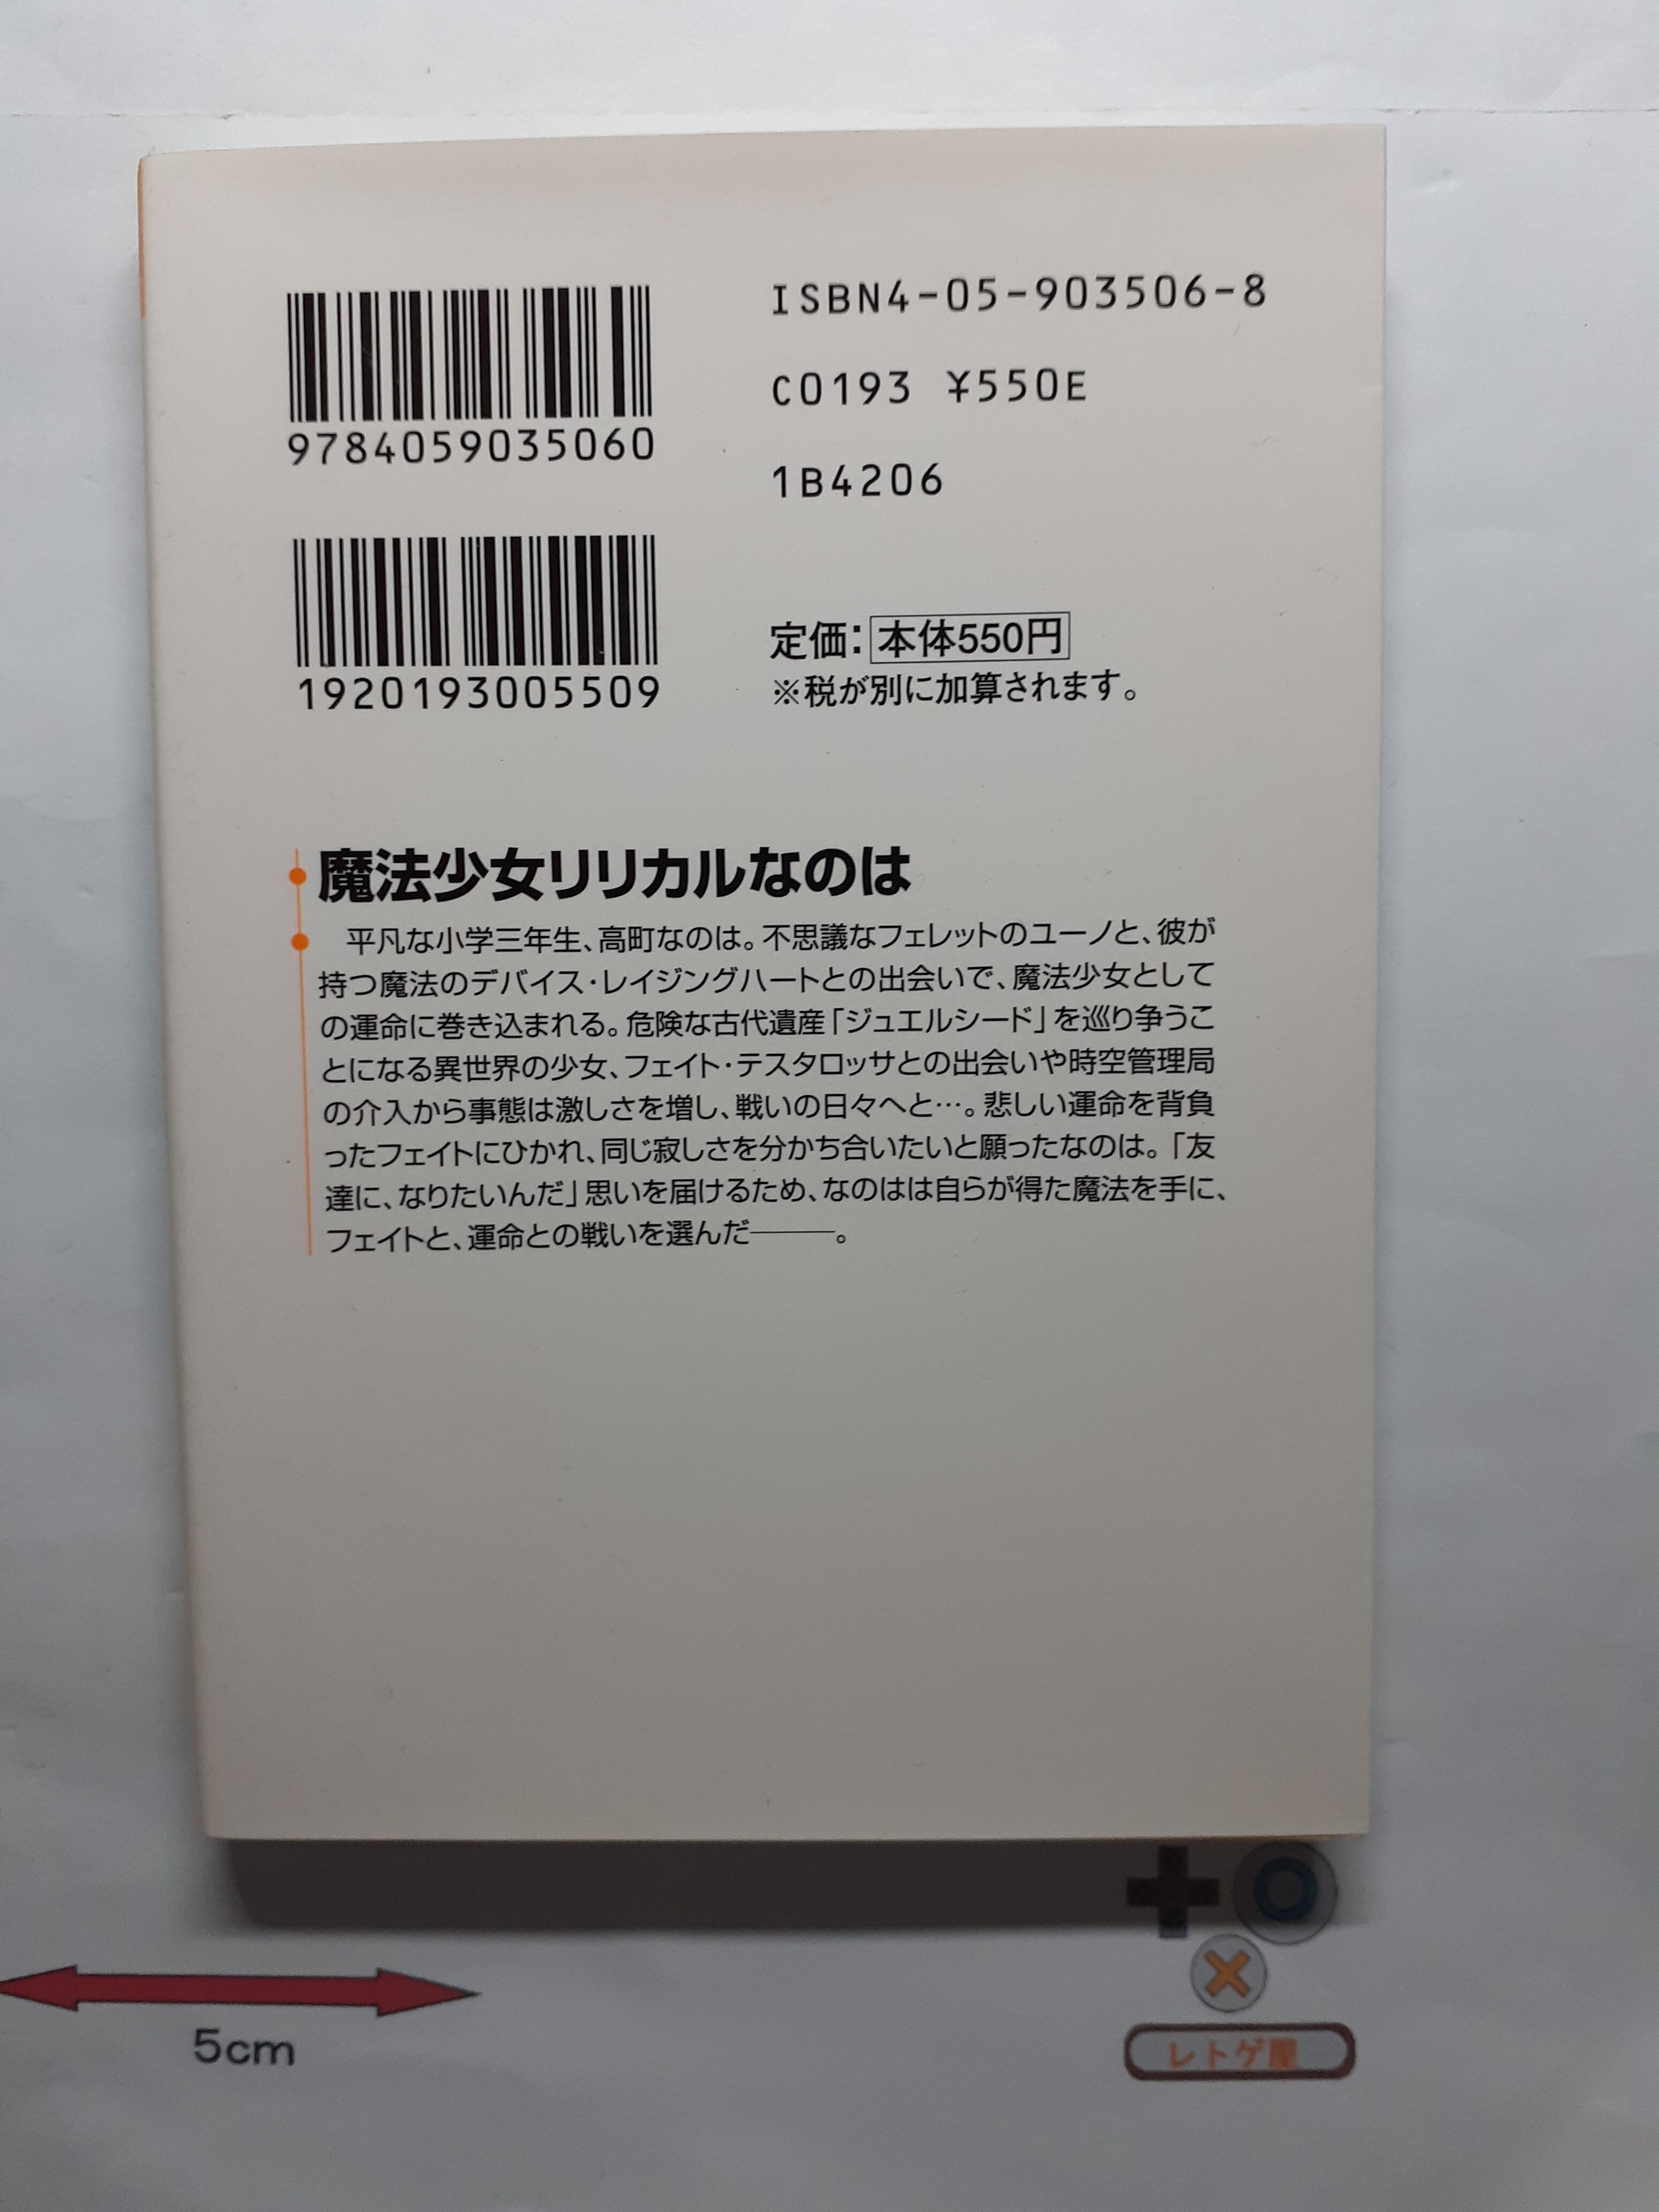 9784059035060
1920193005509
ISBN4-05-903506-8
C0193 ¥550E
1B4206
定価：本体550円
※税が別に加算されます。
魔法少女リリカルなのは
平凡な小学三年生、高町なのは。不思議なフェレットのユーノと、彼が
持つ魔法のデバイス・レイジングハートとの出会いで、魔法少女として
の運命に巻き込まれる。危険な古代遺産「ジュエルシード」を巡り争うこ
とになる異世界の少女、フェイト・テスタロッサとの出会いや時空管理局
の介入から事態は激しさを増し、戦いの日々へと…。悲しい運命を背負
ったフェイトにひかれ、同じ寂しさを分かち合いたいと願ったなのは。「友
達に、なりたいんだ」思いを届けるため、なのはは自らが得た魔法を手に、
フェイトと、運命との戦いを選んだ———。
5cm
レトゲ屋